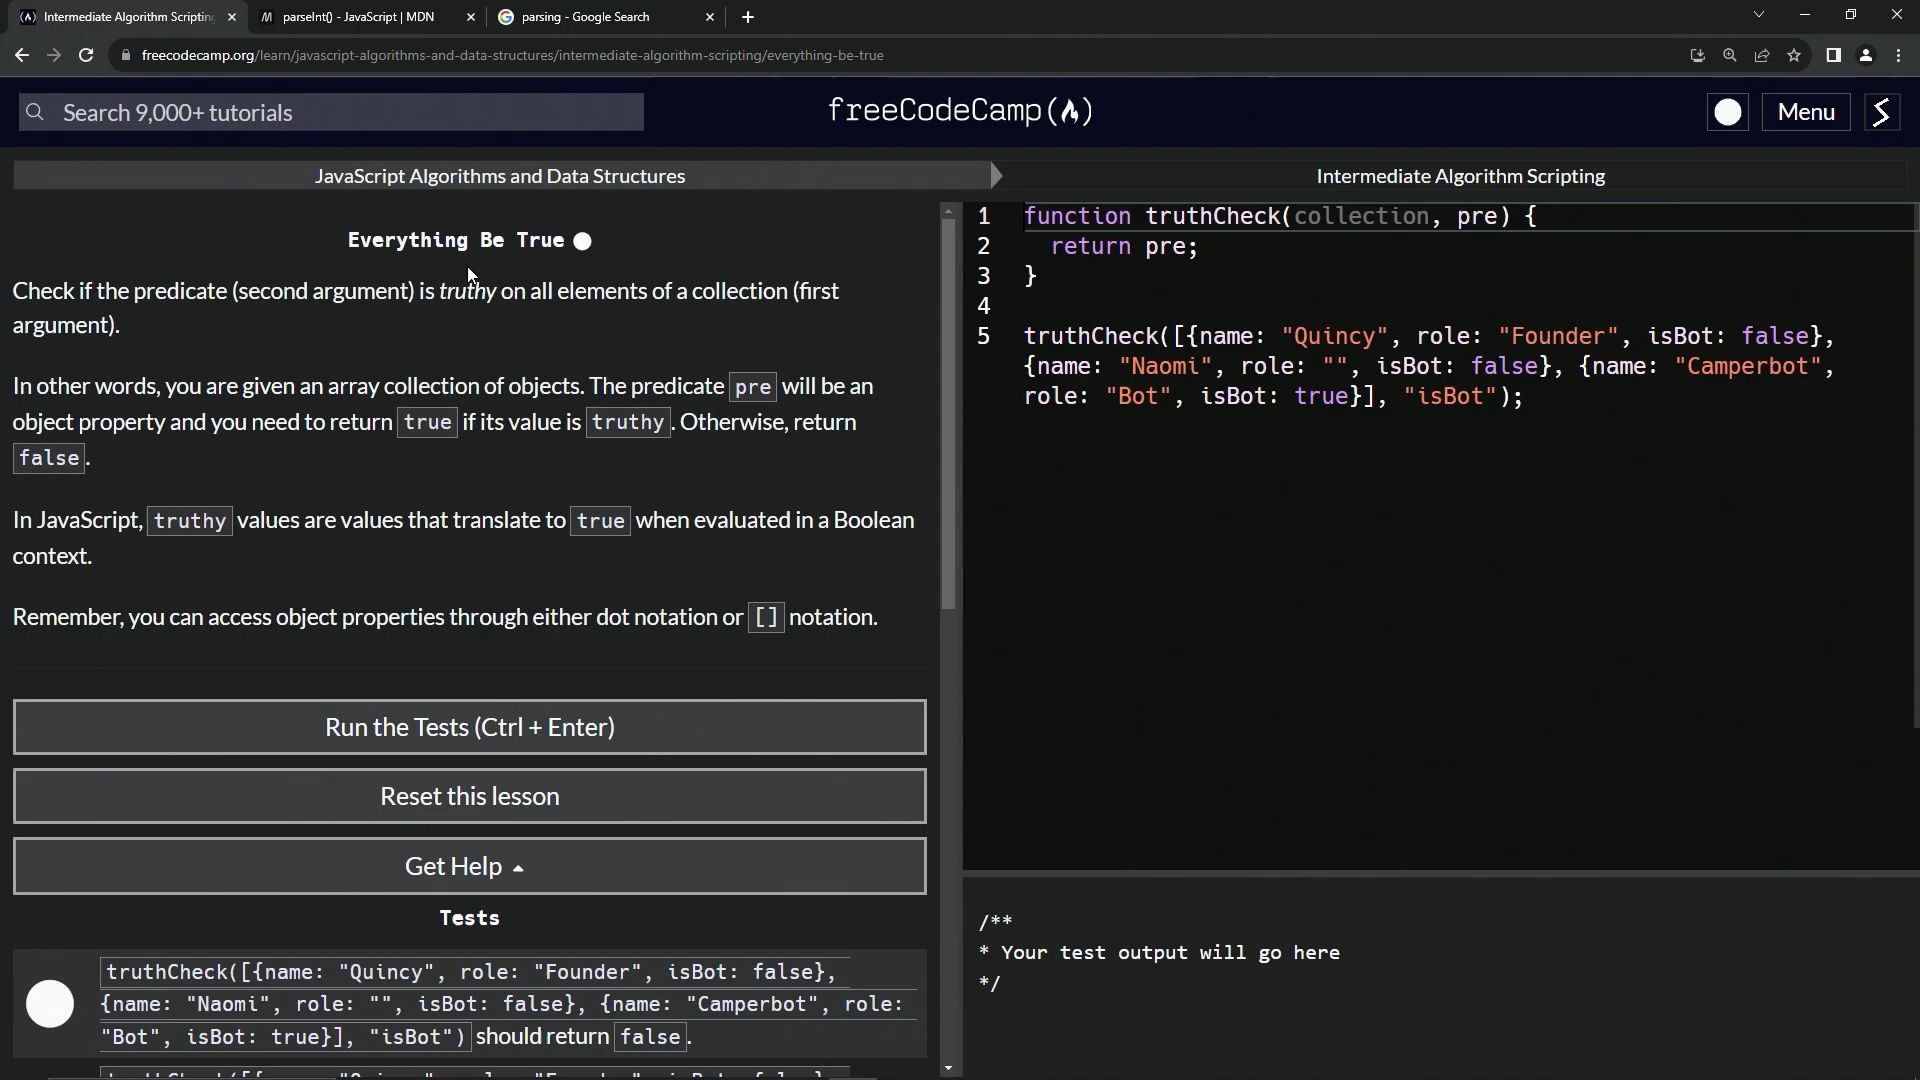 Intermediate Algorithm Scripting
parseInt() - JavaScript | MDN
parsing - Google Search
freecodecamp.org/learn/javascript-algorithms-and-data-structures/intermediate-algorithm-scripting/everything-be-true
Search 9,000+ tutorials
freeCodeCamp
Menu
JavaScript Algorithms and Data Structures
Intermediate Algorithm Scripting
Everything Be True
Check if the predicate (second argument) is truthy on all elements of a collection (first
argument).
In other words, you are given an array collection of objects. The predicate pre will be an
object property and you need to return true if its value is truthy. Otherwise, return
false.
In JavaScript, truthy values are values that translate to true when evaluated in a Boolean
context.
Remember, you can access object properties through either dot notation or [] notation.
Run the Tests (Ctrl + Enter)
Reset this lesson
Get Help
Tests
truthCheck([{name: "Quincy", role: "Founder", isBot: false},
{name: "Naomi", role: "", isBot: false}, {name: "Camperbot", role:
"Bot", isBot: true}], "isBot") should return false.
1 function truthCheck(collection, pre) {
2 return pre;
3 }
4
5 truthCheck([{name: "Quincy", role: "Founder", isBot: false},
{name: "Naomi", role: "", isBot: false}, {name: "Camperbot",
role: "Bot", isBot: true}], "isBot");
/**
* Your test output will go here
*/